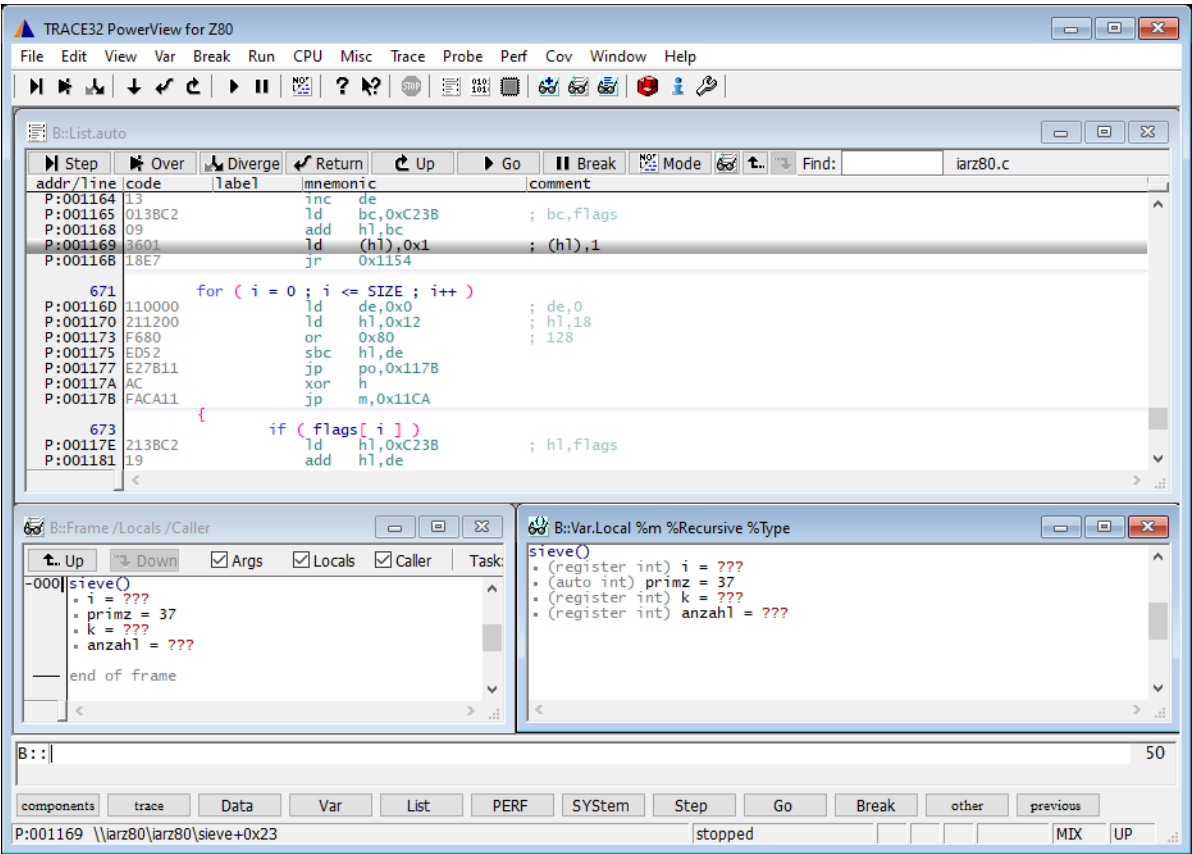 TRACE32 PowerView for Z80
File Edit View Var Break Run CPU Misc Trace Probe Perf Cov Window Help
B::List.auto
Step Over Diverge Return Up Go Break Mode Find: iarz80.c
addr/line code label mnemonic comment
P:001164 13 inc de
P:001165 013BC2 ld bc,0xC23B ; bc,flags
P:001168 09 add hl,bc
P:001169 3601 ld (hl),0x1 ; (hl),1
P:00116B 18E7 jr 0x1154
671 for ( i = 0 ; i <= SIZE ; i++ )
P:00116D 110000 ld de,0x0 ; de,0
P:001170 211200 ld hl,0x12 ; hl,18
P:001173 F680 or 0x80 ; 128
P:001175 ED52 sbc hl,de
P:001177 E27B11 jp po,0x117B
P:00117A AC xor h
P:00117B FACA11 jp m,0x11CA
{
673 if ( flags[ i ] )
P:00117E 213BC2 ld hl,0xC23B ; hl,flags
P:001181 19 add hl,de
B::Frame /Locals /Caller
Up Down Args Locals Caller Task:
-000 sieve()
i = ???
primz = 37
k = ???
anzahl = ???
end of frame
B::Var.Local %m %Recursive %Type
sieve()
(register int) i = ???
(auto int) primz = 37
(register int) k = ???
(register int) anzahl = ???
B:: 50
components trace Data Var List PERF SYStem Step Go Break other previous
P:001169 \\iarz80\iarz80\sieve+0x23 stopped MIX UP